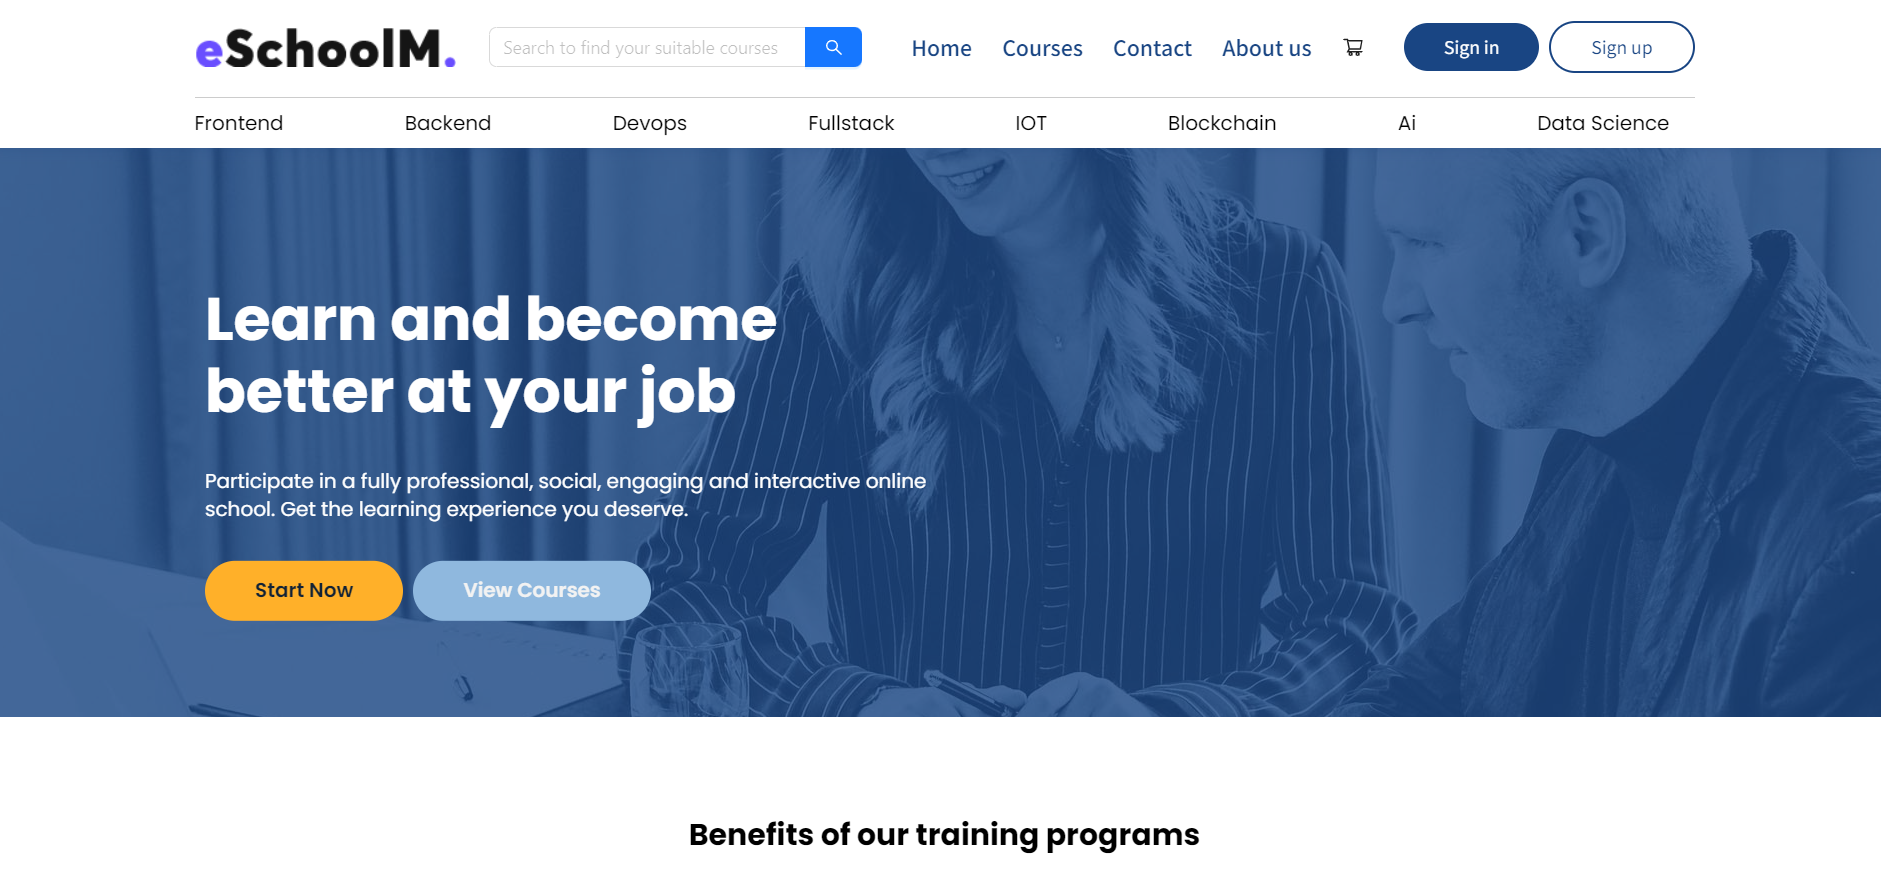 eSchoolM.
Search to find your suitable courses
Home Courses Contact About us
Sign in
Sign up
Frontend Backend Devops Fullstack IOT Blockchain Ai Data Science
Learn and become
better at your job
Participate in a fully professional, social, engaging and interactive online
school. Get the learning experience you deserve.
Start Now
View Courses
Benefits of our training programs